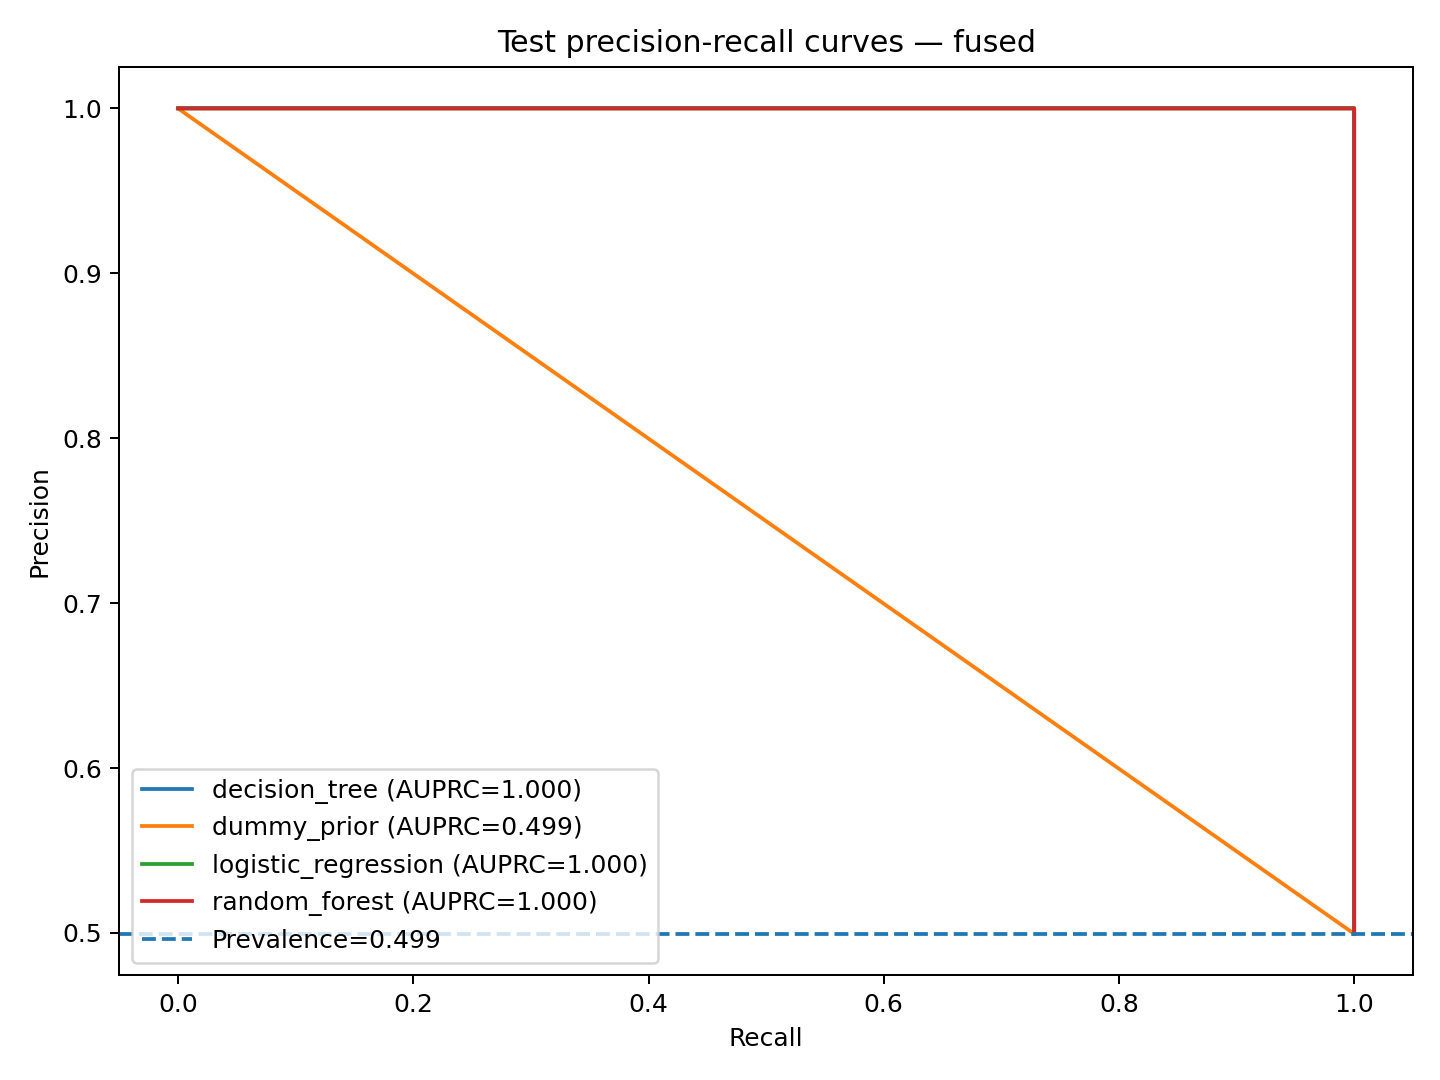 Test precision-recall curves — fused
1.0
0.9
0.8
0.7
0.6
0.5
Precision
decision_tree (AUPRC=1.000)
dummy_prior (AUPRC=0.499)
logistic_regression (AUPRC=1.000)
random_forest (AUPRC=1.000)
Prevalence=0.499
0.0 0.2 0.4 0.6 0.8 1.0
Recall